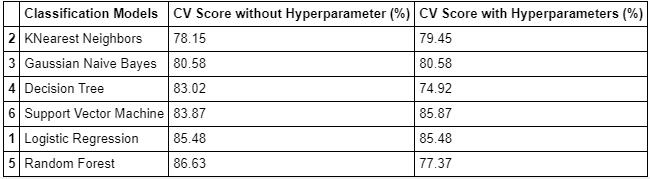 Classification Models CV Score without Hyperparameter (%) CV Score with Hyperparameters (%)
2 KNearest Neighbors 78.15 79.45
3 Gaussian Naive Bayes 80.58 80.58
4 Decision Tree 83.02 74.92
6 Support Vector Machine 83.87 85.87
1 Logistic Regression 85.48 85.48
5 Random Forest 86.63 77.37